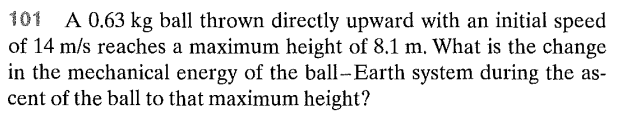 101 A 0.63 kg ball thrown directly upward with an initial speed
of 14 m/s reaches a maximum height of 8.1 m. What is the change
in the mechanical energy of the ball–Earth system during the as-
cent of the ball to that maximum height?